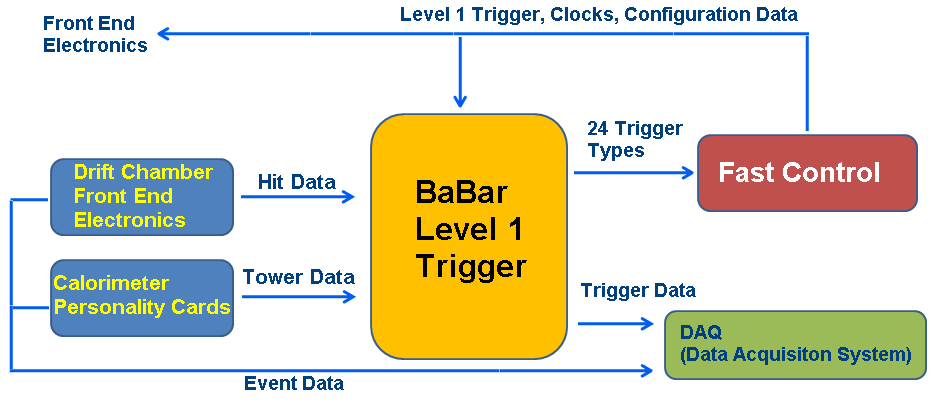 Level 1 Trigger, Clocks, Configuration Data
Front End
Electronics
24 Trigger
Types
Drift Chamber
Front End
Electronics
Hit Data
BaBar
Level 1
Trigger
Fast Control
Calorimeter
Personality Cards
Tower Data
Trigger Data
DAQ
(Data Acquisiton System)
Event Data